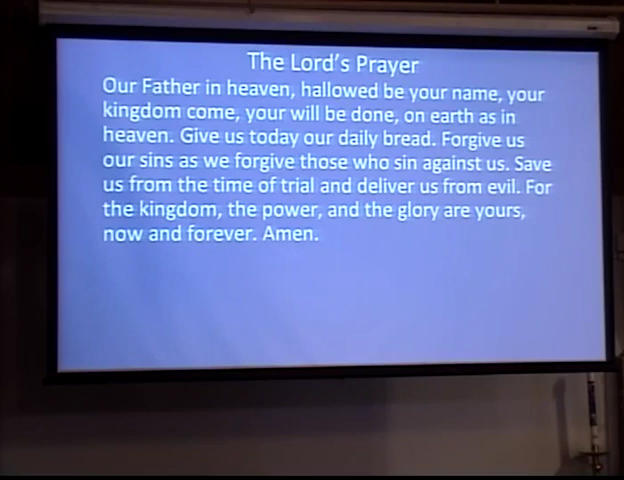 The Lord's Prayer
Our Father in heaven, hallowed be your name, your
kingdom come, your will be done, on earth as in
heaven. Give us today our daily bread. Forgive us
our sins as we forgive those who sin against us. Save
us from the time of trial and deliver us from evil. For
the kingdom, the power, and the glory are yours,
now and forever. Amen.